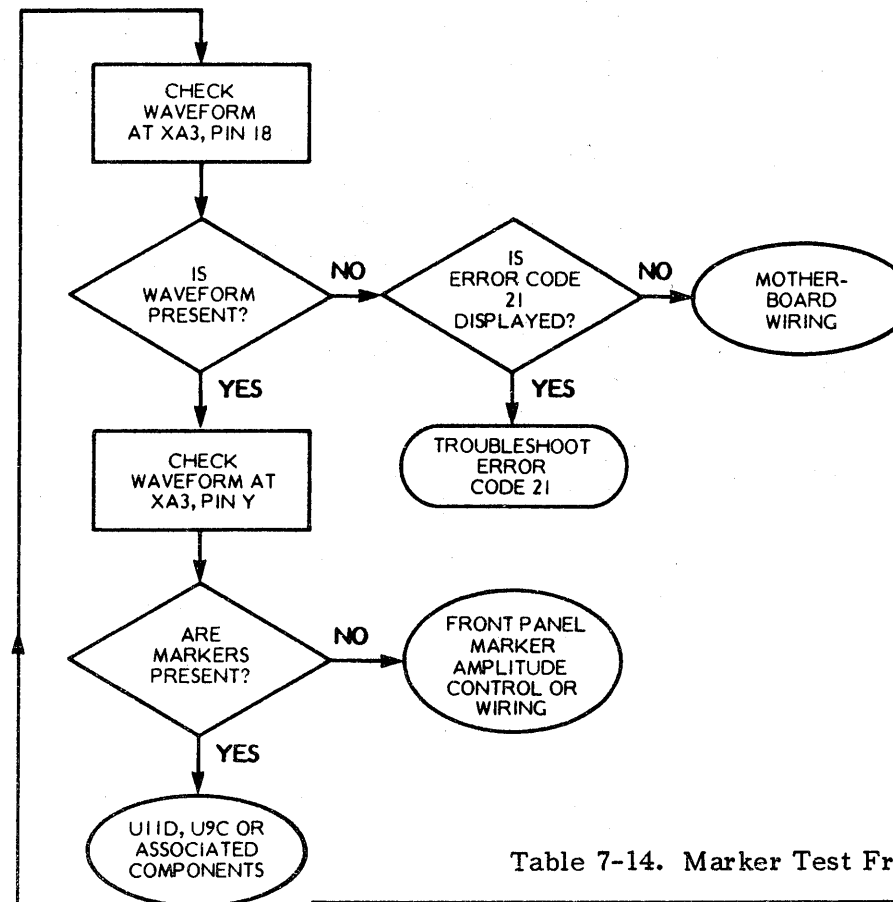 CHECK
WAVEFORM
AT XA3, PIN 18
IS
WAVEFORM
PRESENT?
NO
IS
ERROR CODE
21
DISPLAYED?
NO
MOTHER-
BOARD
WIRING
YES
YES
CHECK
WAVEFORM AT
XA3, PIN Y
TROUBLESHOOT
ERROR
CODE 21
ARE
MARKERS
PRESENT?
NO
FRONT PANEL
MARKER
AMPLITUDE
CONTROL OR
WIRING
YES
U11D, U9C OR
ASSOCIATED
COMPONENTS
Table 7-14. Marker Test Fr